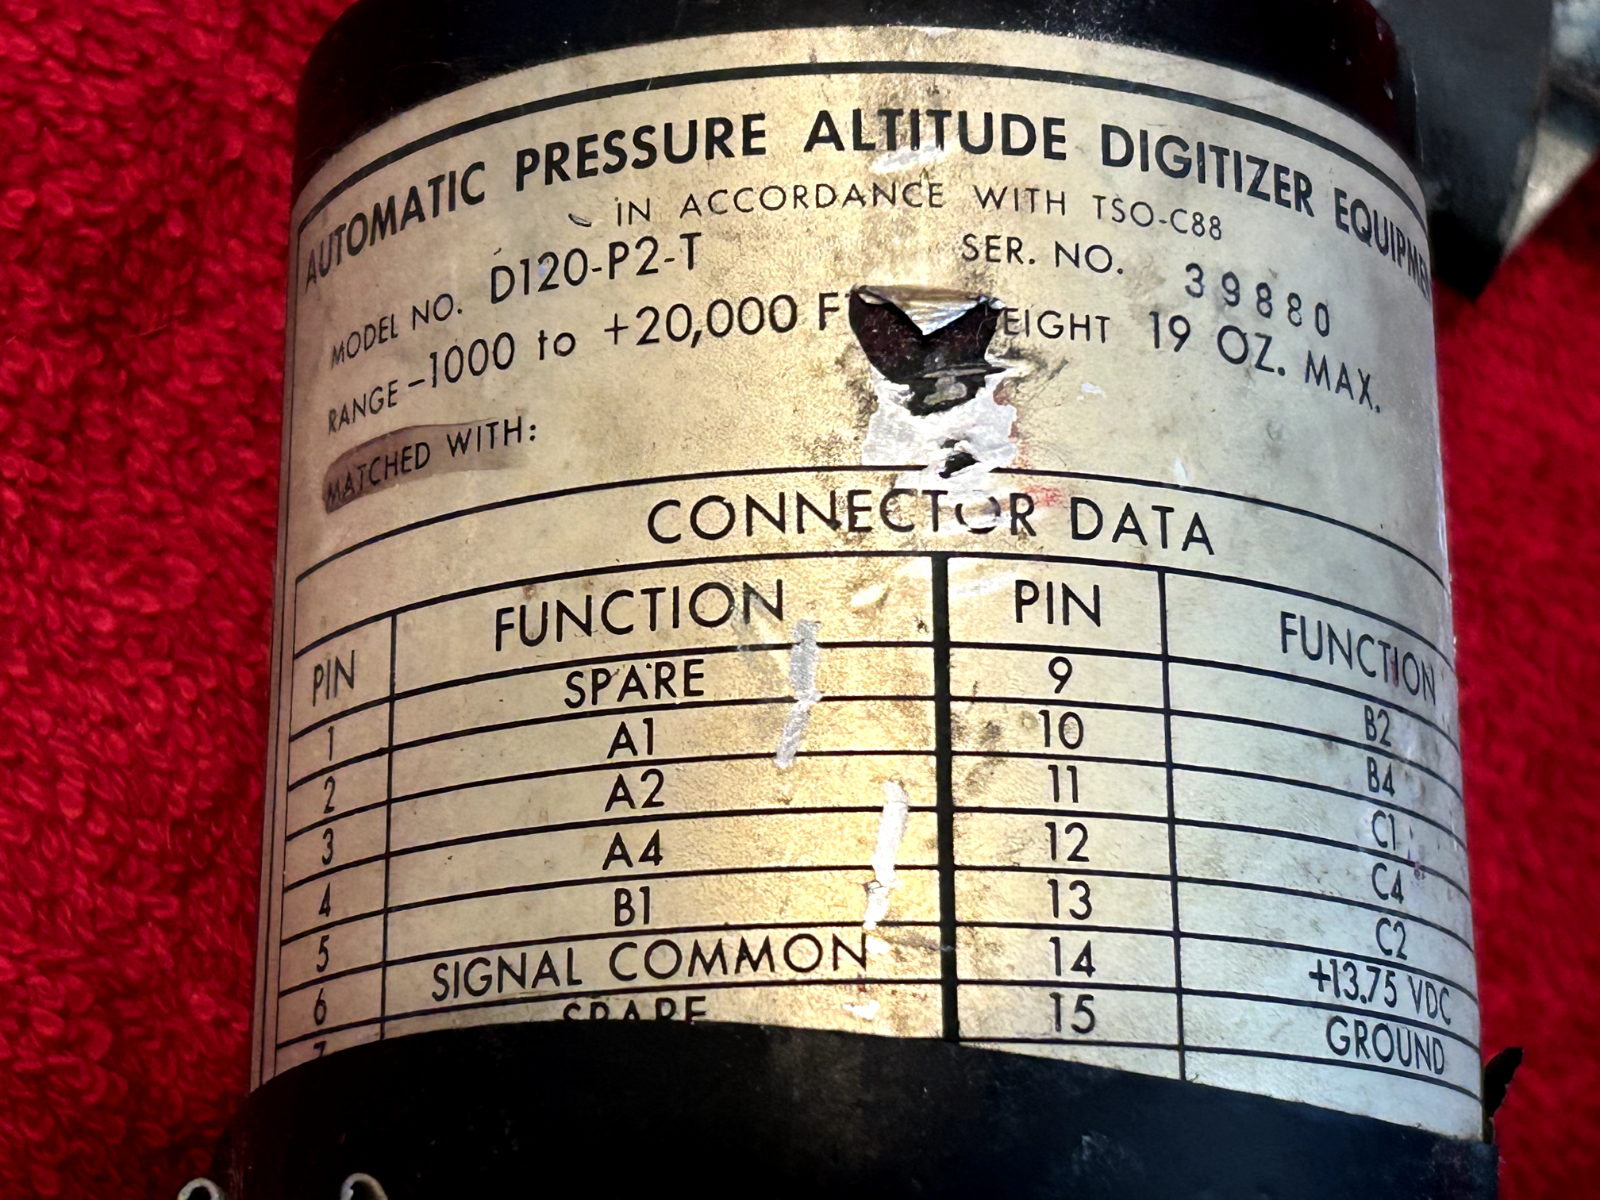 AUTOMATIC PRESSURE ALTITUDE DIGITIZER EQUIPMEN
IN ACCORDANCE WITH TSO-C88
MODEL NO. D120-P2-T SER. NO. 39880
RANGE -1000 to +20,000 F EIGHT 19 OZ. MAX.
MATCHED WITH:
CONNECTOR DATA
PIN FUNCTION PIN FUNCTION
1 SPARE 9 B2
2 A1 10 B4
3 A2 11 C1
4 A4 12 C4
5 B1 13 C2
6 SIGNAL COMMON 14 +13.75 VDC
7 SPARE 15 GROUND